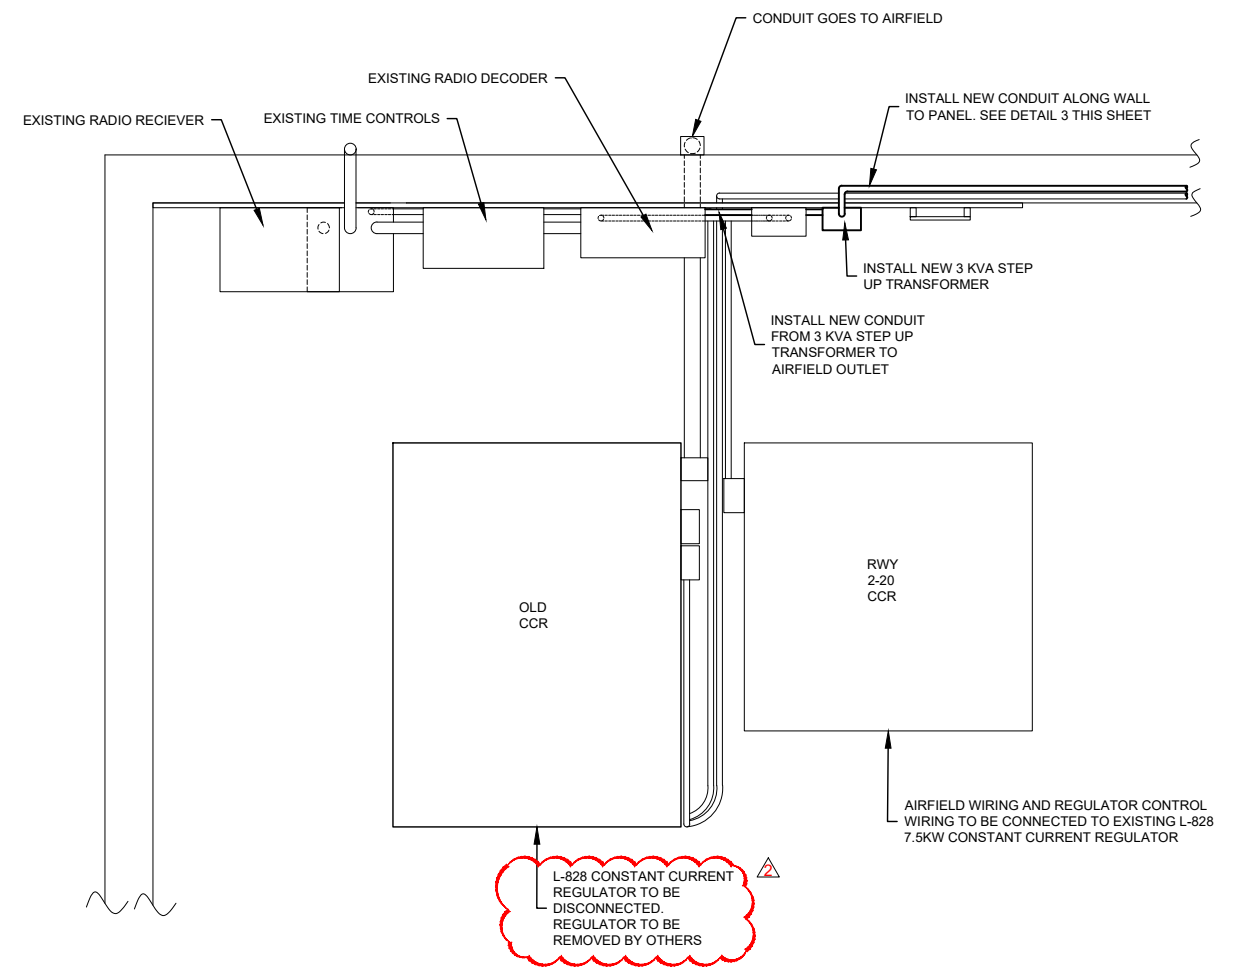 CONDUIT GOES TO AIRFIELD
EXISTING RADIO DECODER
EXISTING RADIO RECIEVER
EXISTING TIME CONTROLS
INSTALL NEW CONDUIT ALONG WALL
TO PANEL. SEE DETAIL 3 THIS SHEET
INSTALL NEW 3 KVA STEP
UP TRANSFORMER
INSTALL NEW CONDUIT
FROM 3 KVA STEP UP
TRANSFORMER TO
AIRFIELD OUTLET
OLD
CCR
RWY
2-20
CCR
AIRFIELD WIRING AND REGULATOR CONTROL
WIRING TO BE CONNECTED TO EXISTING L-828
7.5KW CONSTANT CURRENT REGULATOR
L-828 CONSTANT CURRENT
REGULATOR TO BE
DISCONNECTED.
REGULATOR TO BE
REMOVED BY OTHERS
2